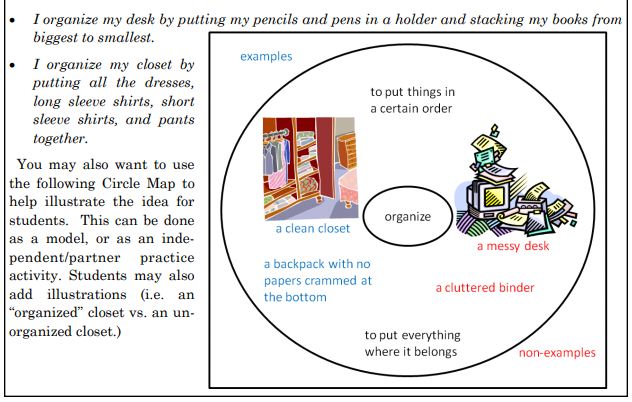 • I organize my desk by putting my pencils and pens in a holder and stacking my books from
biggest to smallest.
• I organize my closet by
putting all the dresses,
long sleeve shirts, short
sleeve shirts, and pants
together.
You may also want to use
the following Circle Map to
help illustrate the idea for
students. This can be done
as a model, or as an inde-
pendent/partner practice
activity. Students may also
add illustrations (i.e. an
“organized” closet vs. an un-
organized closet.)
examples
to put things in
a certain order
organize
a clean closet
a messy desk
a backpack with no
papers crammed at
the bottom
a cluttered binder
to put everything
where it belongs
non-examples